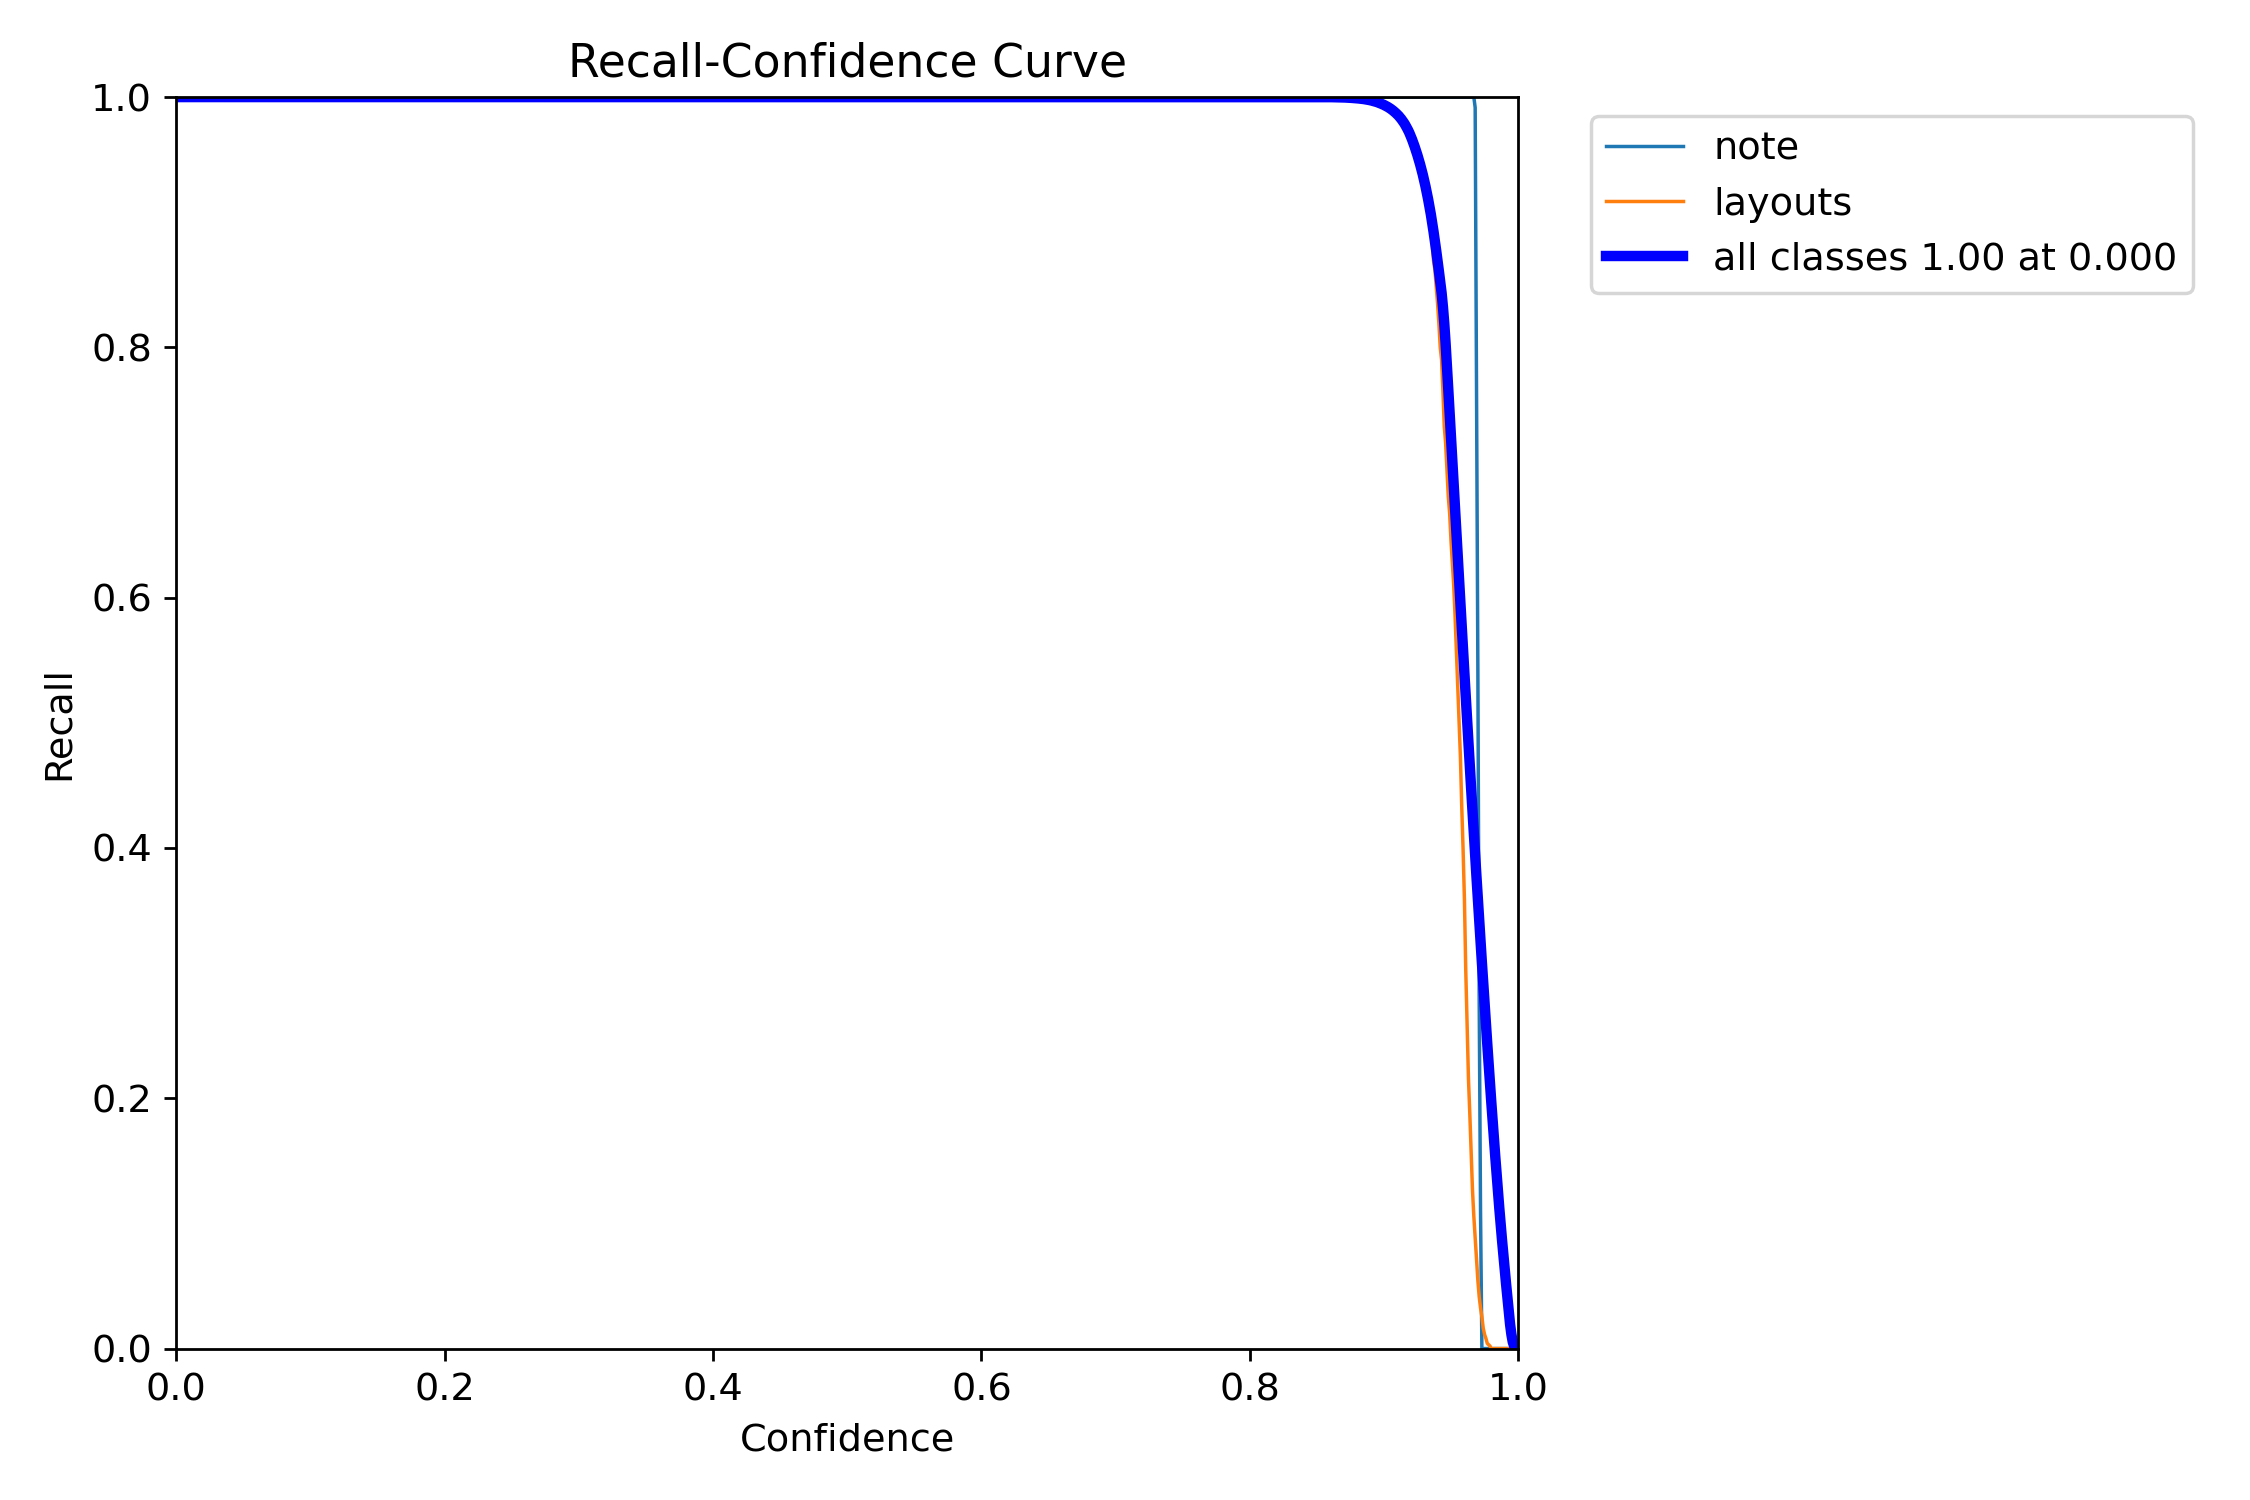 Recall-Confidence Curve
1.0
0.8
0.6
0.4
0.2
0.0
Recall
0.0 0.2 0.4 0.6 0.8 1.0
Confidence
note
layouts
all classes 1.00 at 0.000